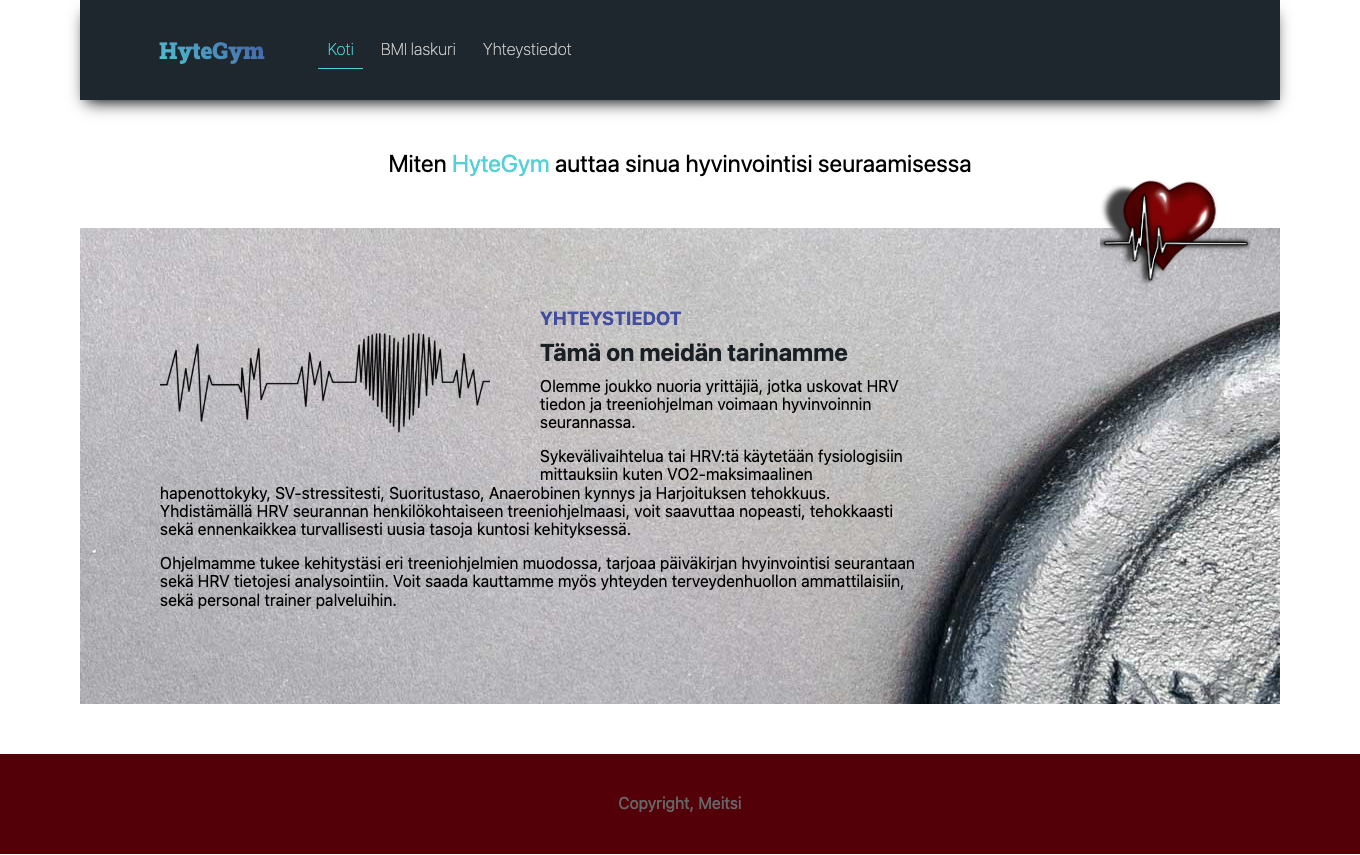 HyteGym
Koti BMI laskuri Yhteystiedot
Miten HyteGym auttaa sinua hyvinvointisi seuraamisessa
YHTEYSTIEDOT
Tämä on meidän tarinamme
Olemme joukko nuoria yrittäjiä, jotka uskovat HRV
tiedon ja treeniohjelman voimaan hyvinvoinnin
seurannassa.
Sykevälivaihtelua tai HRV:tä käytetään fysiologisiin
mittauksiin kuten VO2-maksimaalinen
hapenottokyky, SV-stressitesti, Suoritustaso, Anaerobinen kynnys ja Harjoituksen tehokkuus.
Yhdistämällä HRV seurannan henkilökohtaiseen treeniohjelmaasi, voit saavuttaa nopeasti, tehokkaasti
sekä ennenkaikkea turvallisesti uusia tasoja kuntosi kehityksessä.
Ohjelmamme tukee kehitystäsi eri treeniohjelmien muodossa, tarjoaa päiväkirjan hvyinvointisi seurantaan
sekä HRV tietojesi analysointiin. Voit saada kauttamme myös yhteyden terveydenhuollon ammattilaisiin,
sekä personal trainer palveluihin.
Copyright, Meitsi